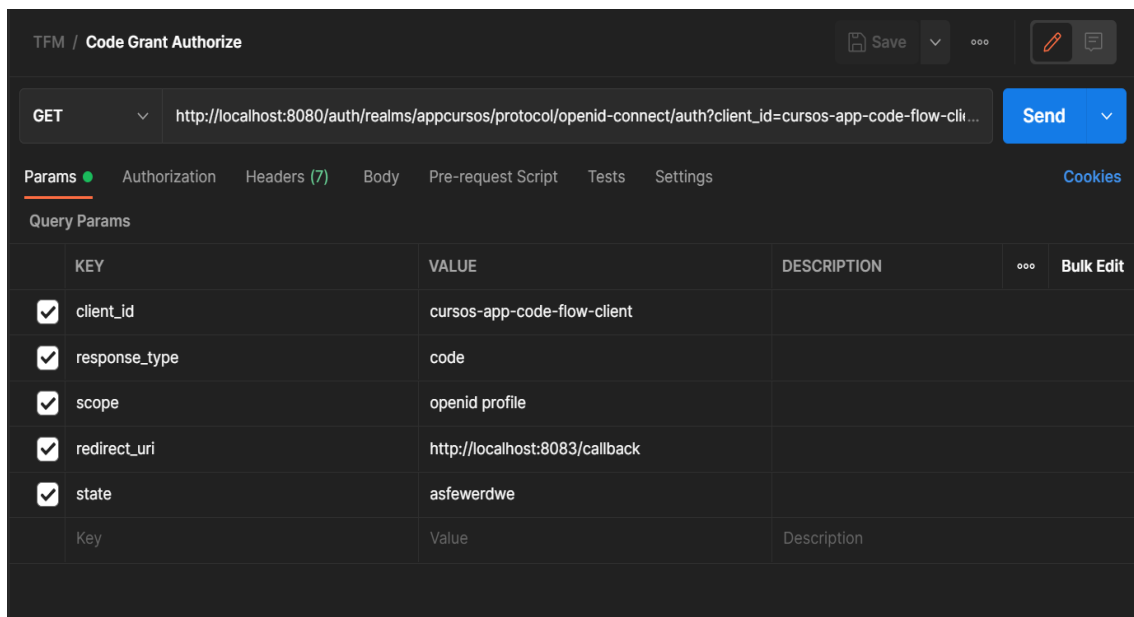 TFM / Code Grant Authorize Save ooo
GET http://localhost:8080/auth/realms/appcursos/protocol/openid-connect/auth?client_id=cursos-app-code-flow-clie... Send
Params Authorization Headers (7) Body Pre-request Script Tests Settings Cookies
Query Params
KEY VALUE DESCRIPTION ooo Bulk Edit
client_id cursos-app-code-flow-client
response_type code
scope openid profile
redirect_uri http://localhost:8083/callback
state asfewerdwe
Key Value Description